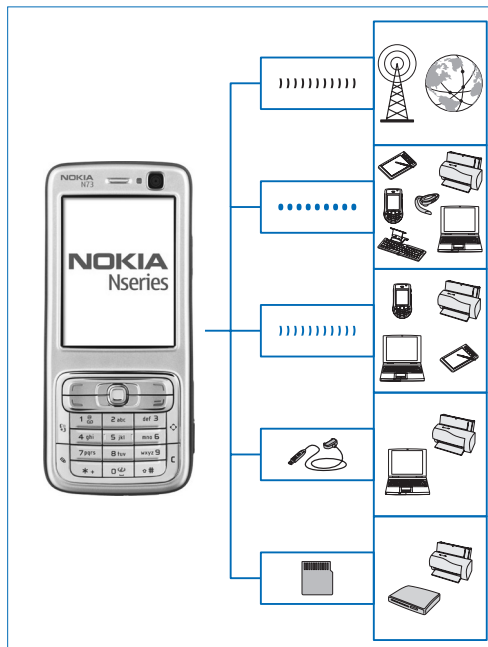 NOKIA
N73
NOKIA
Nseries
1 @ 2 abc def 3
4 ghi 5 jkl mno 6
7 pqrs 8 tuv wxyz 9
* + 0 #